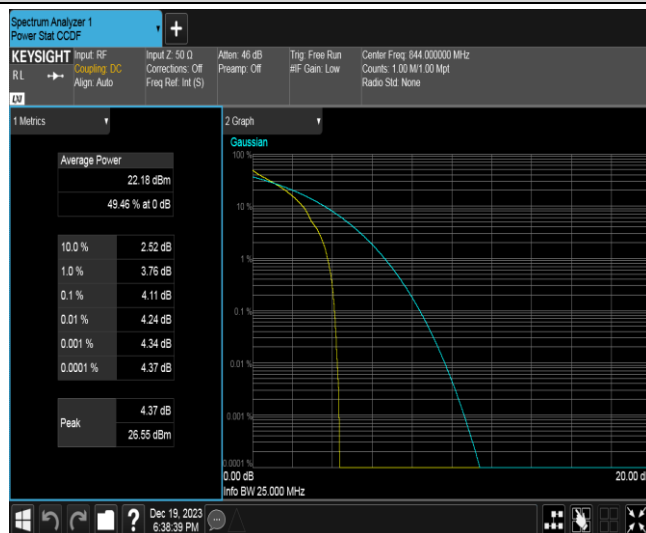 Spectrum Analyzer 1
Power Stat CCDF
+
KEYSIGHT
RL
LXI
Input: RF
Coupling: DC
Align: Auto
Input Z: 50 Ω
Corrections: Off
Freq Ref: Int (S)
Atten: 46 dB
Preamp: Off
Trig: Free Run
#IF Gain: Low
Center Freq: 844.000000 MHz
Counts: 1.00 M/1.00 Mpt
Radio Std: None
1 Metrics
Average Power
22.18 dBm
49.46 % at 0 dB
10.0 % 2.52 dB
1.0 % 3.76 dB
0.1 % 4.11 dB
0.01 % 4.24 dB
0.001 % 4.34 dB
0.0001 % 4.37 dB
Peak
4.37 dB
26.55 dBm
2 Graph
Gaussian
100 %
10 %
1 %
0.1 %
0.01 %
0.001 %
0.0001 %
0.00 dB
20.00 d
Info BW 25.000 MHz
?
Dec 19, 2023
6:38:39 PM